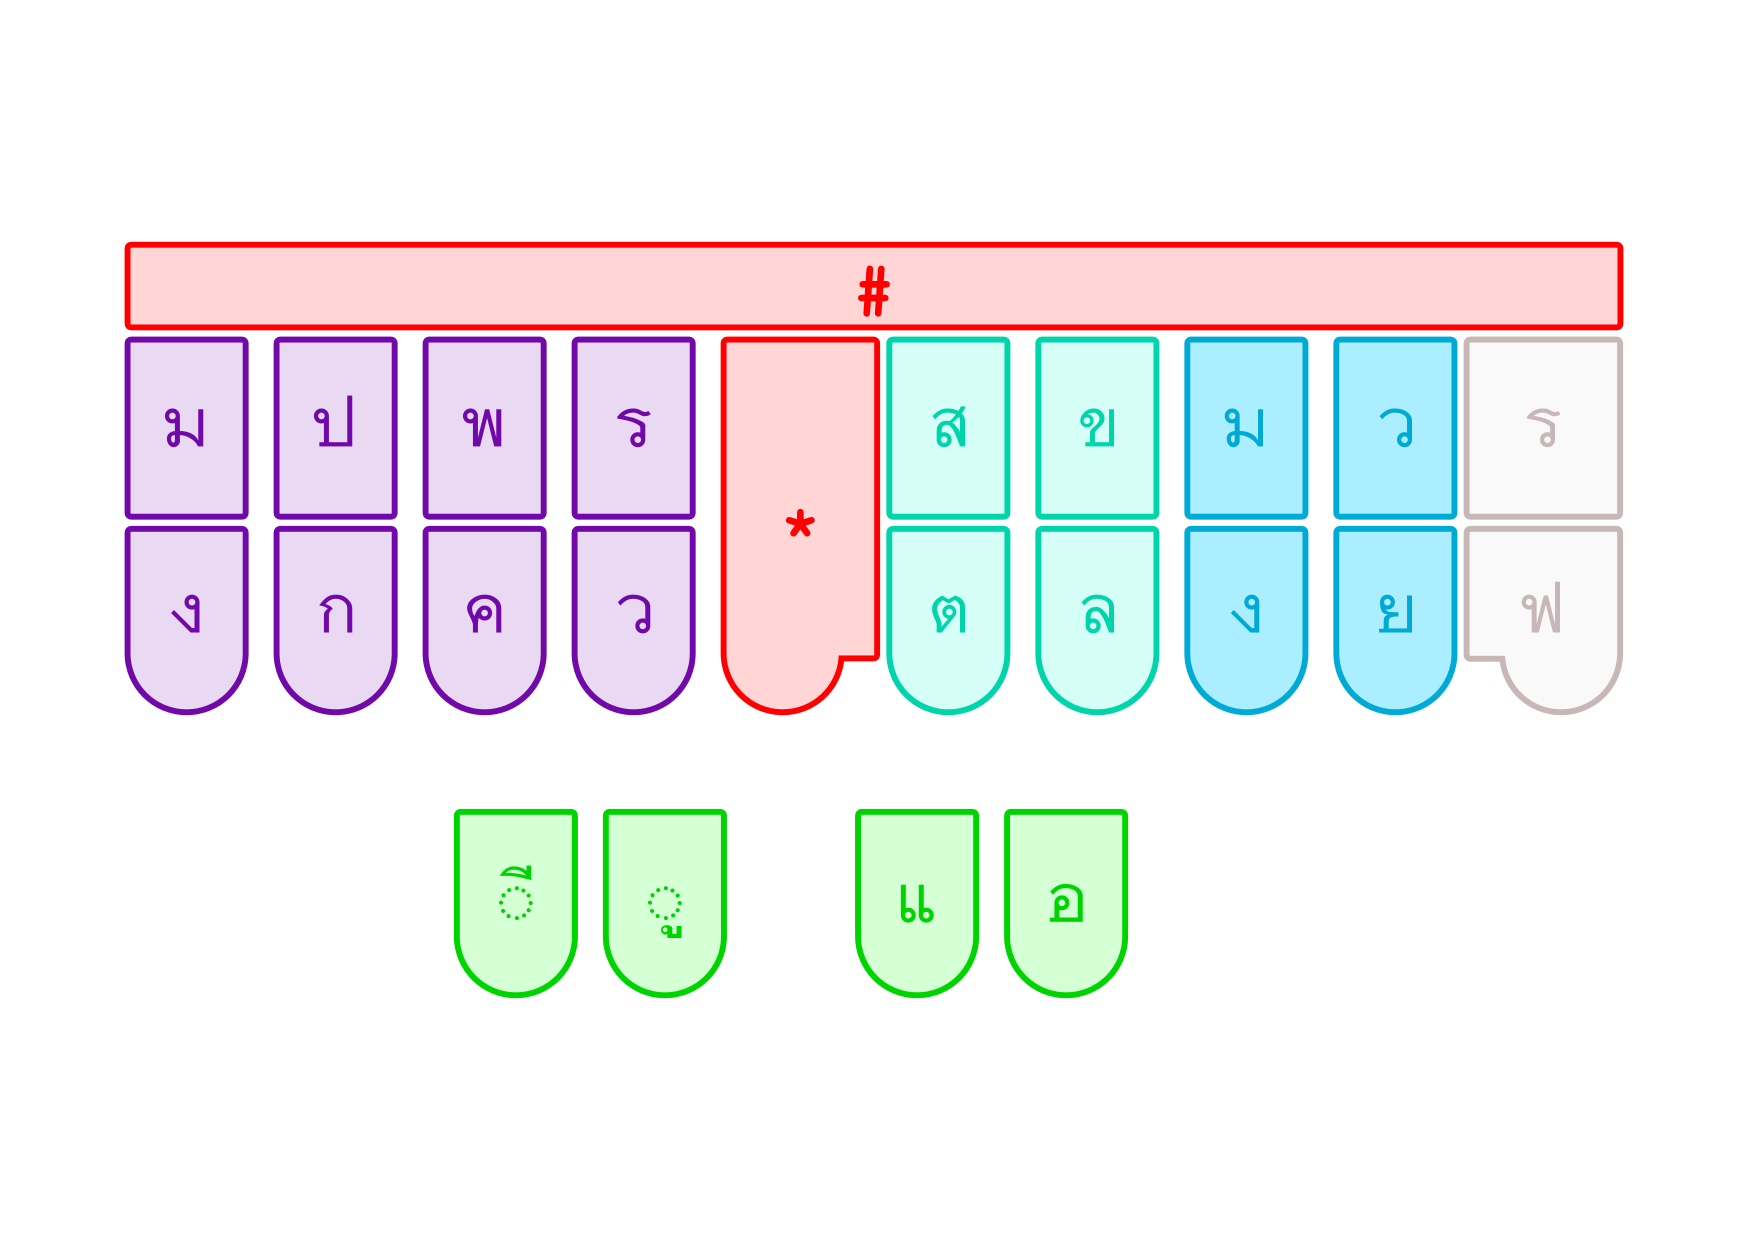 #
ม ป พ ร * ส ข ม ว ร
ง ก ค ว ต ล ง ย ฟ
◌ี ◌ู แ อ